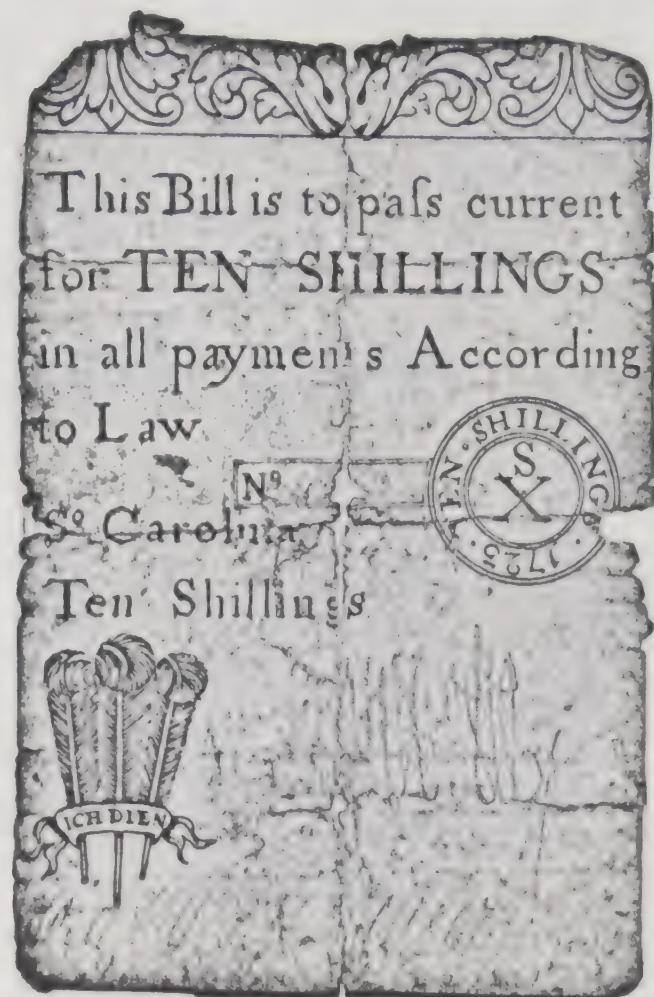 This Bill is to paſs current
for TEN SHILLINGS
in all payments According
to Law
Nº
TEN · SHILLINGS · 1723 ·
S
X
Sº Carolina
Ten Shillings
ICH DIEN